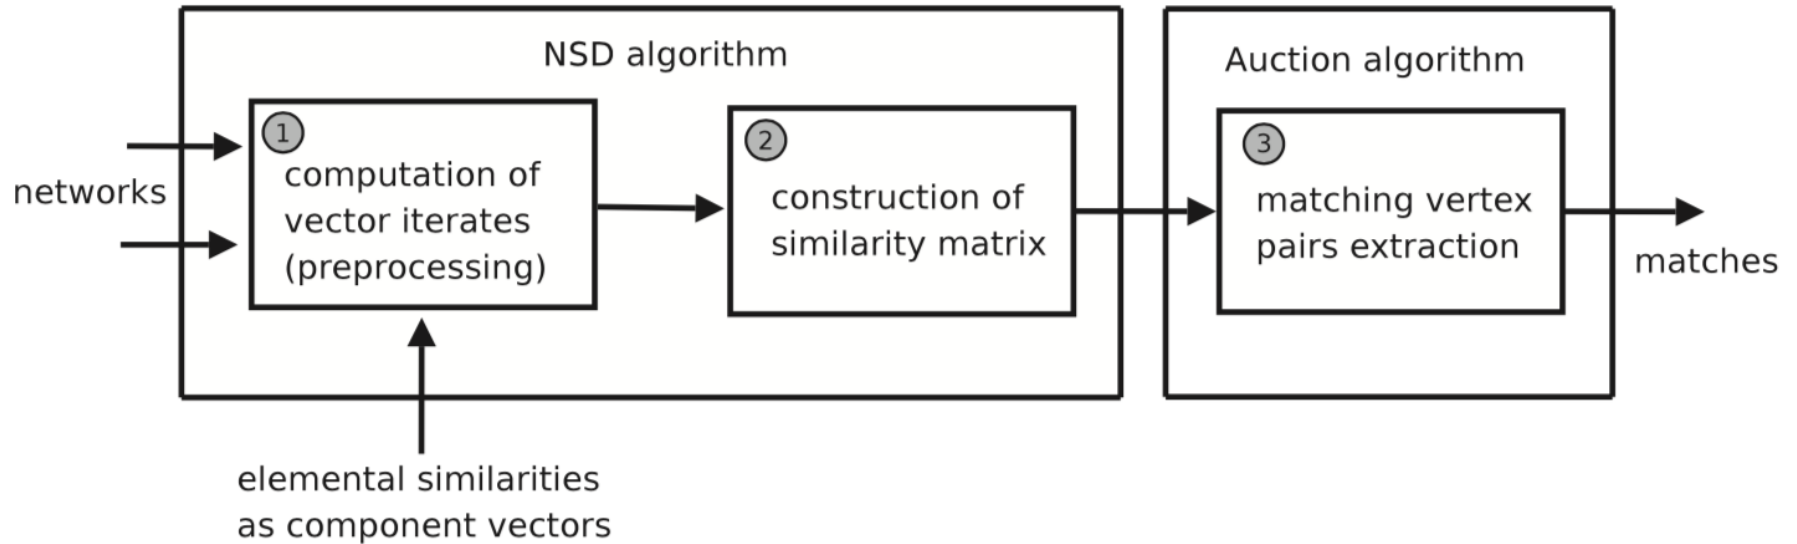 NSD algorithm
Auction algorithm
networks
1
computation of
vector iterates
(preprocessing)
2
construction of
similarity matrix
3
matching vertex
pairs extraction
matches
elemental similarities
as component vectors